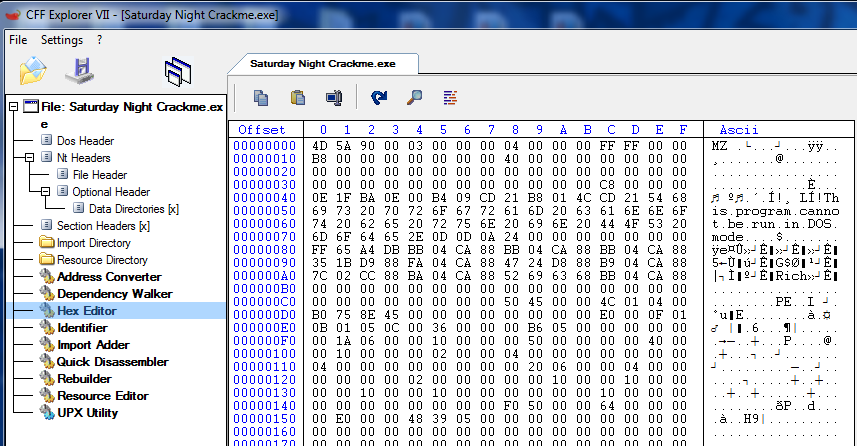 CFF Explorer VII - [Saturday Night Crackme.exe]
File Settings ?
Saturday Night Crackme.exe
File: Saturday Night Crackme.ex
e
Dos Header
Nt Headers
File Header
Optional Header
Data Directories [x]
Section Headers [x]
Import Directory
Resource Directory
Address Converter
Dependency Walker
Hex Editor
Identifier
Import Adder
Quick Disassembler
Rebuilder
Resource Editor
UPX Utility
Offset 0 1 2 3 4 5 6 7 8 9 A B C D E F Ascii
00000000 4D 5A 90 00 03 00 00 00 04 00 00 00 FF FF 00 00
00000010 B8 00 00 00 00 00 00 00 40 00 00 00 00 00 00 00
00000020 00 00 00 00 00 00 00 00 00 00 00 00 00 00 00 00
00000030 00 00 00 00 00 00 00 00 00 00 00 00 C8 00 00 00
00000040 0E 1F BA 0E 00 B4 09 CD 21 B8 01 4C CD 21 54 68
00000050 69 73 20 70 72 6F 67 72 61 6D 20 63 61 6E 6E 6F is.program.canno
00000060 74 20 62 65 20 72 75 6E 20 69 6E 20 44 4F 53 20 t.be.run.in.DOS.
00000070 6D 6F 64 65 2E 0D 0D 0A 24 00 00 00 00 00 00 00 mode....$.......
00000080 FF 65 A4 DB BB 04 CA 88 BB 04 CA 88 BB 04 CA 88
00000090 35 1B D9 88 FA 04 CA 88 47 24 D8 88 B9 04 CA 88
000000A0 7C 02 CC 88 BA 04 CA 88 52 69 63 68 BB 04 CA 88
000000B0 00 00 00 00 00 00 00 00 00 00 00 00 00 00 00 00
000000C0 00 00 00 00 00 00 00 00 50 45 00 00 4C 01 04 00
000000D0 B0 75 8E 45 00 00 00 00 00 00 00 00 E0 00 0F 01
000000E0 0B 01 05 0C 00 36 00 00 00 B6 05 00 00 00 00 00
000000F0 00 1A 06 00 00 10 00 00 00 50 00 00 00 00 40 00
00000100 00 10 00 00 00 02 00 00 04 00 00 00 00 00 00 00
00000110 04 00 00 00 00 00 00 00 00 20 06 00 00 04 00 00
00000120 00 00 00 00 02 00 00 00 00 00 10 00 00 10 00 00
00000130 00 00 10 00 00 10 00 00 00 00 00 00 10 00 00 00
00000140 00 00 00 00 00 00 00 00 F0 50 00 00 64 00 00 00
00000150 00 E0 00 00 48 39 05 00 00 00 00 00 00 00 00 00
00000160 00 00 00 00 00 00 00 00 00 00 00 00 00 00 00 00